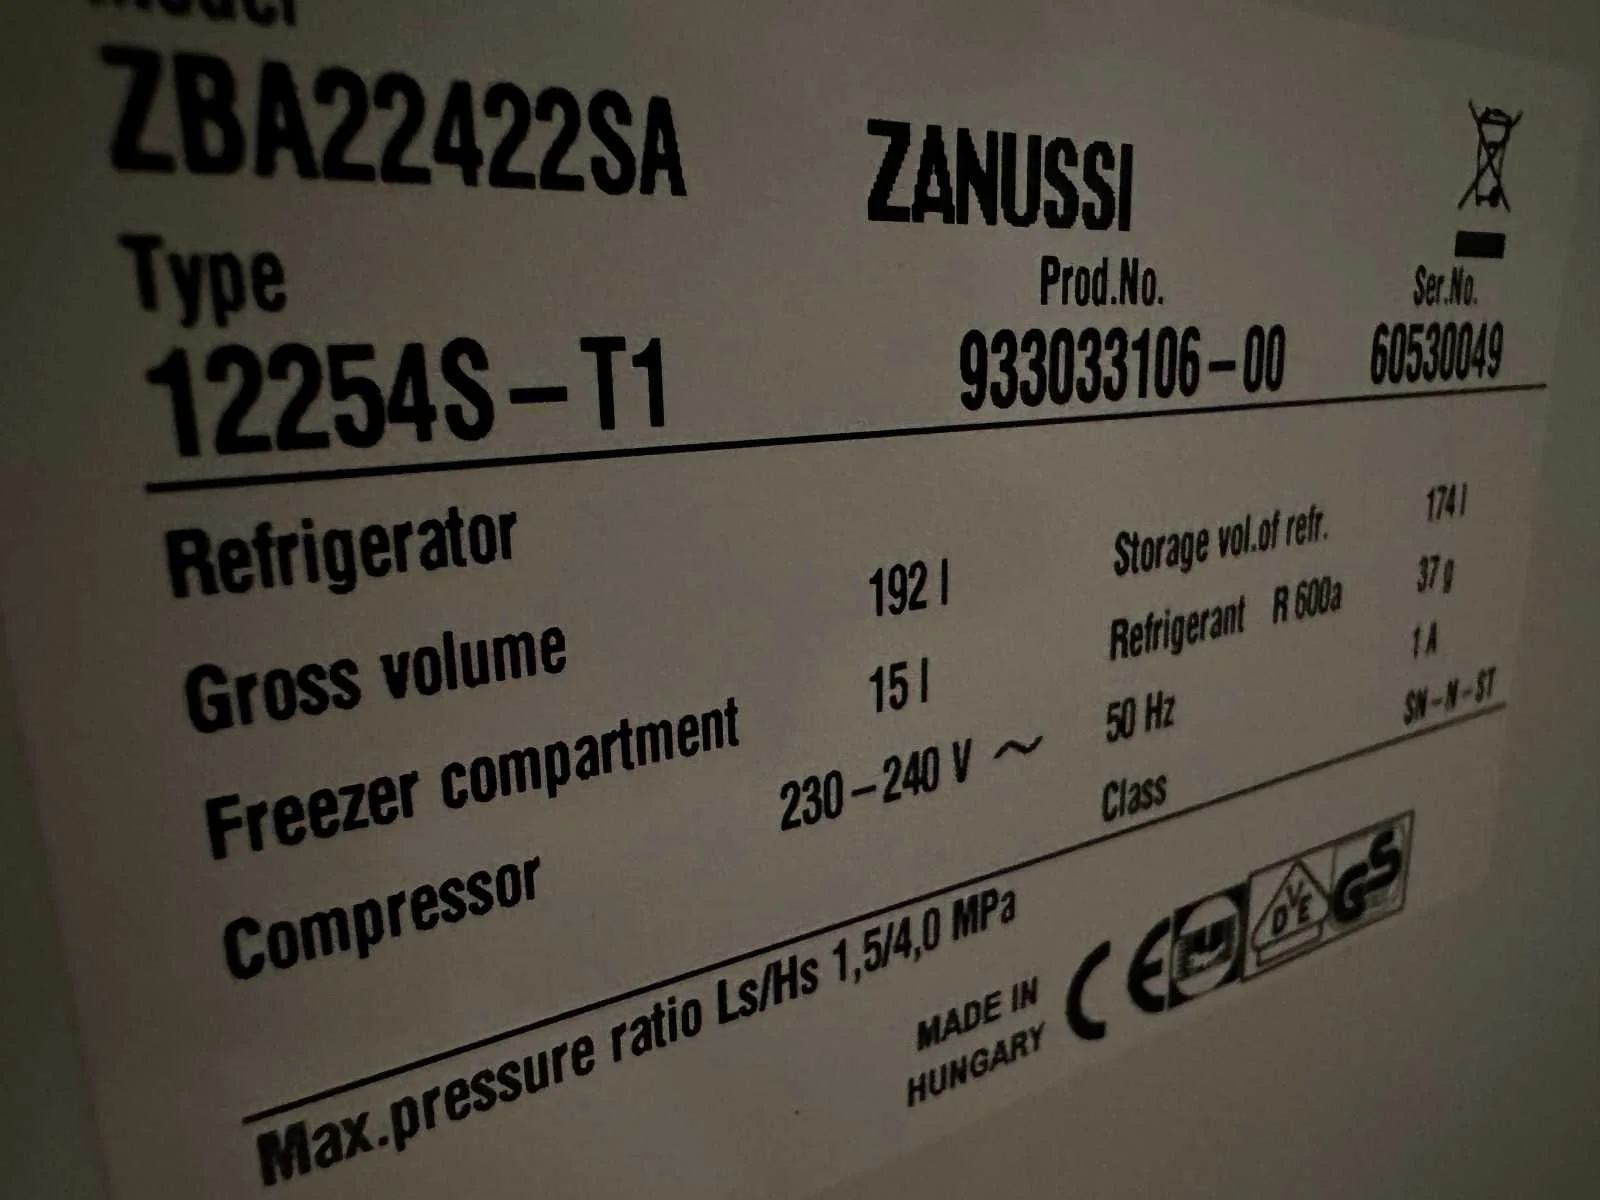 Model
ZBA22422SA
ZANUSSI
Type
Prod.No.
Ser.No.
12254S-T1
933033106-00
60530049
Refrigerator
Gross volume 192 l Storage vol.of refr. 174 l
Freezer compartment 15 l Refrigerant R 600a 37 g
Compressor 230-240 V ~ 50 Hz 1 A
Class SN-N-ST
Max.pressure ratio Ls/Hs 1,5/4,0 MPa
MADE IN
HUNGARY
CE
DVE
GS